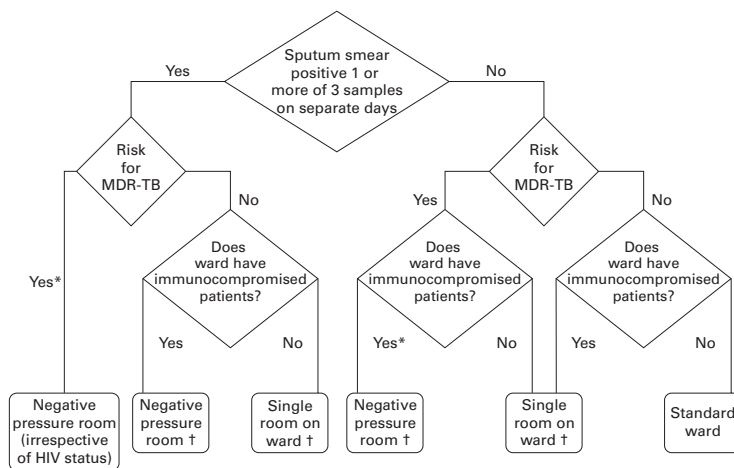 Sputum smear
positive 1 or
more of 3 samples
on separate days
Yes
No
Risk
for
MDR-TB
Risk
for
MDR-TB
No
Yes
No
Yes*
Does
ward have
immunocompromised
patients?
Does
ward have
immunocompromised
patients?
Does
ward have
immunocompromised
patients?
Yes
No
Yes*
No
Yes
No
Negative
pressure room
(irrespective
of HIV status)
Negative
pressure
room †
Single
room on
ward †
Negative
pressure
room †
Single
room on
ward †
Standard
ward